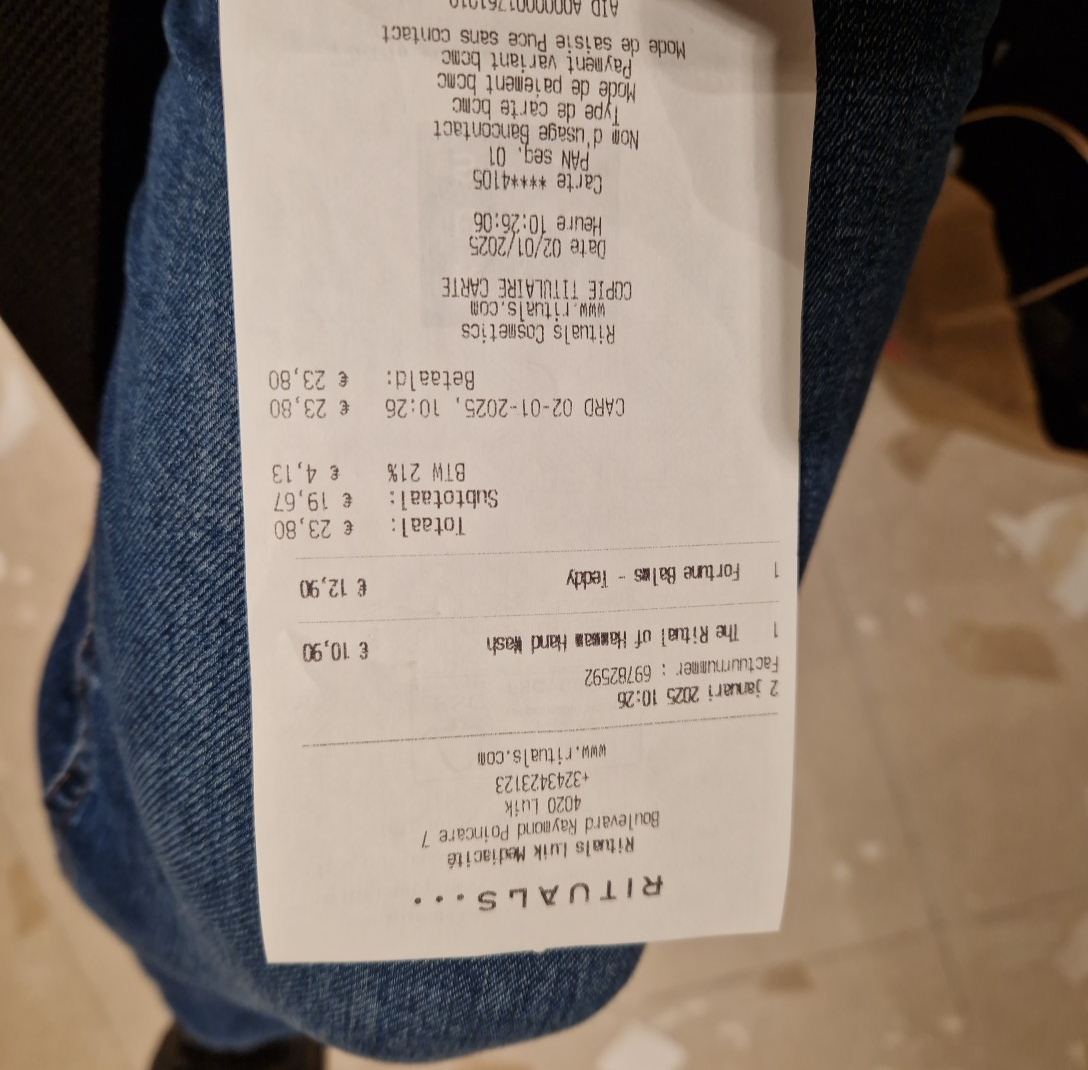 RITUALS...
Rituals Luik Mediacité
Boulevard Raymond Poincare 7
4020 Luik
+3243423123
www.rituals.com
2 januari 2025 10:26
Factuurnummer : 69782592
1 The Ritual of Hammam Hand Wash € 10,90
1 Fortune Balms - Teddy € 12,90
Totaal: € 23,80
Subtotaal: € 19,67
BTW 21% € 4,13
CARD 02-01-2025, 10:26 € 23,80
Betaald: € 23,80
Rituals Cosmetics
www.rituals.com
COPIE TITULAIRE CARTE
Date 02/01/2025
Heure 10:26:06
Carte ****4105
PAN seq. 01
Nom d'usage Bancontact
Type de carte bcmc
Mode de paiement bcmc
Payment variant bcmc
Mode de saisie Puce sans contact
AID